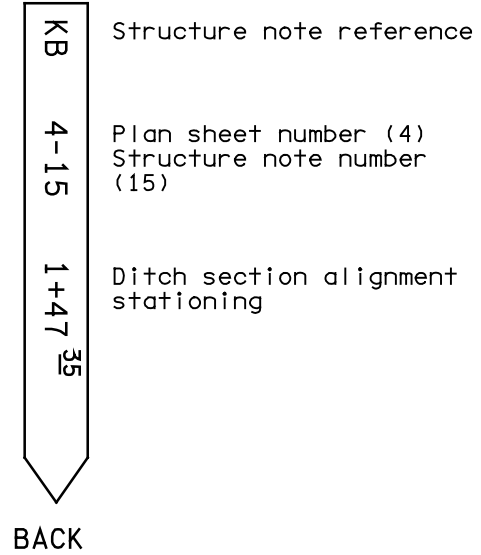 KB
Structure note reference
4-15
Plan sheet number (4)
Structure note number
(15)
1+47 35
Ditch section alignment
stationing
BACK